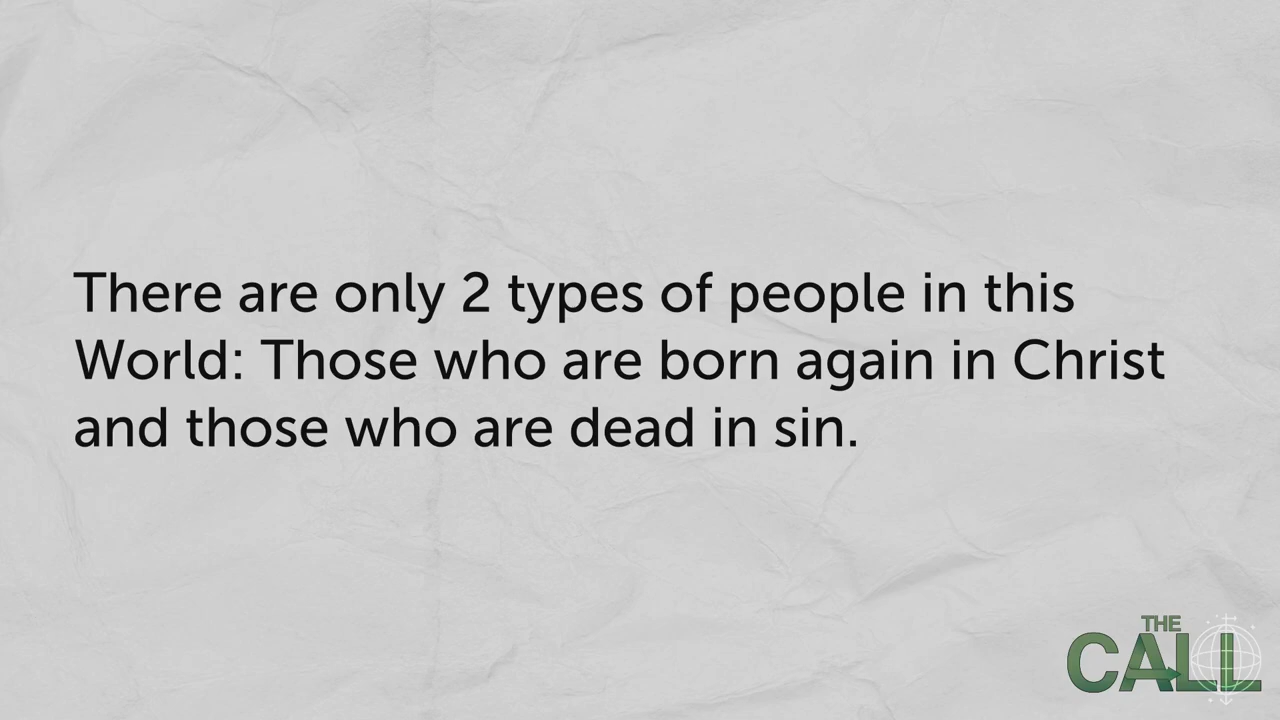 There are only 2 types of people in this
World: Those who are born again in Christ
and those who are dead in sin.
THE
CALL